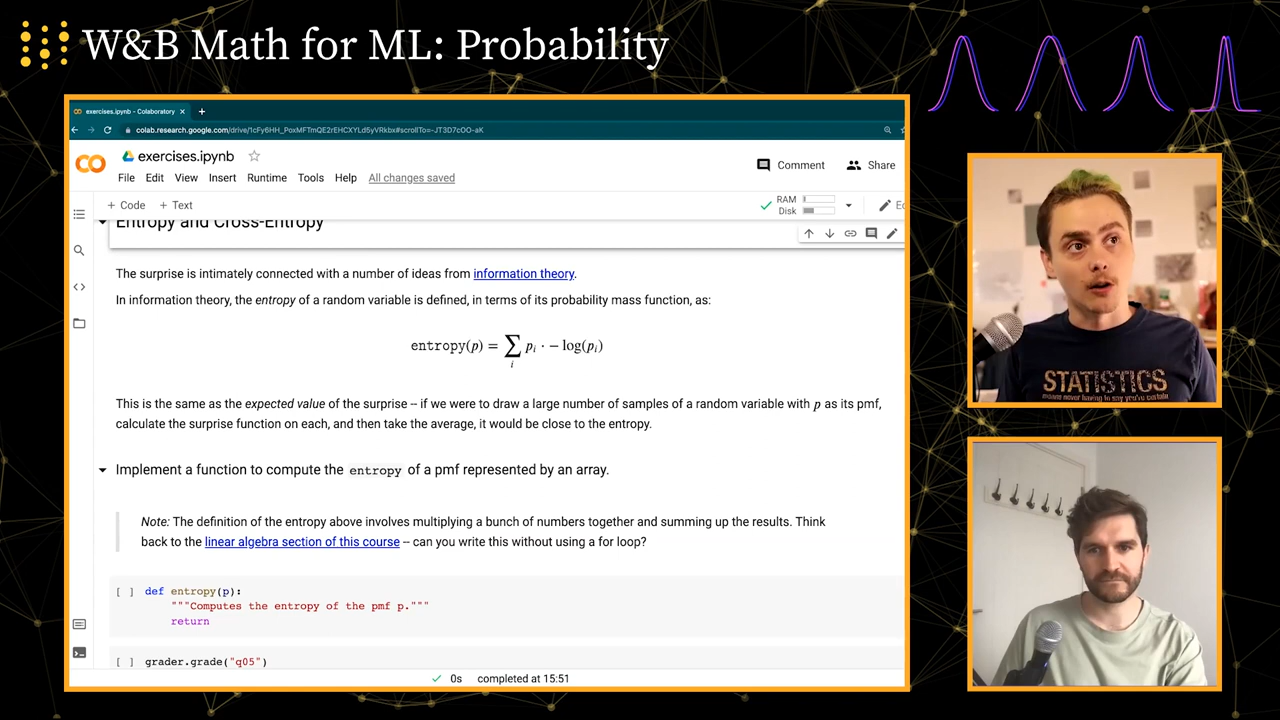 W&B Math for ML: Probability
exercises.ipynb - Colaboratory
colab.research.google.com/drive/1cFy6HH_PoxMFTmQE2rEHCXYLd5yVRkbx#scrollTo=-JT3D7cOO-aK
exercises.ipynb
Comment
Share
File Edit View Insert Runtime Tools Help All changes saved
+ Code + Text
RAM
Disk
Entropy and Cross-Entropy
The surprise is intimately connected with a number of ideas from information theory.
In information theory, the entropy of a random variable is defined, in terms of its probability mass function, as:
entropy(p) = ∑ᵢ pᵢ · − log(pᵢ)
This is the same as the expected value of the surprise -- if we were to draw a large number of samples of a random variable with p as its pmf,
calculate the surprise function on each, and then take the average, it would be close to the entropy.
Implement a function to compute the entropy of a pmf represented by an array.
Note: The definition of the entropy above involves multiplying a bunch of numbers together and summing up the results. Think
back to the linear algebra section of this course -- can you write this without using a for loop?
[ ] def entropy(p):
"""Computes the entropy of the pmf p."""
return
[ ] grader.grade("q05")
0s completed at 15:51
STATISTICS
means never having to say you're certain